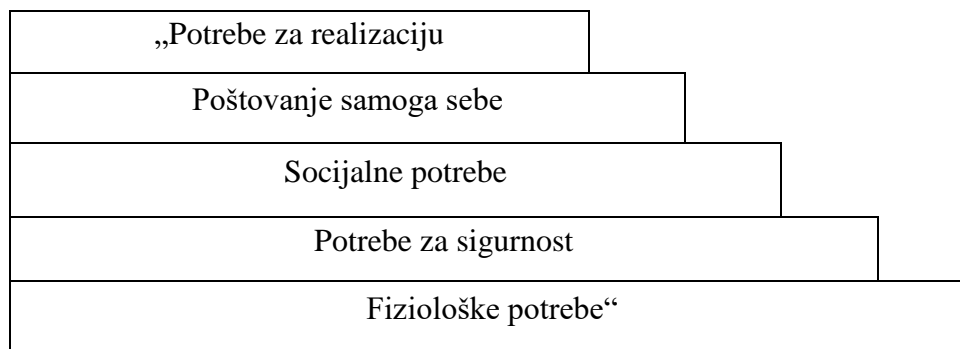 „Potrebe za realizaciju
Poštovanje samoga sebe
Socijalne potrebe
Potrebe za sigurnost
Fiziološke potrebe“